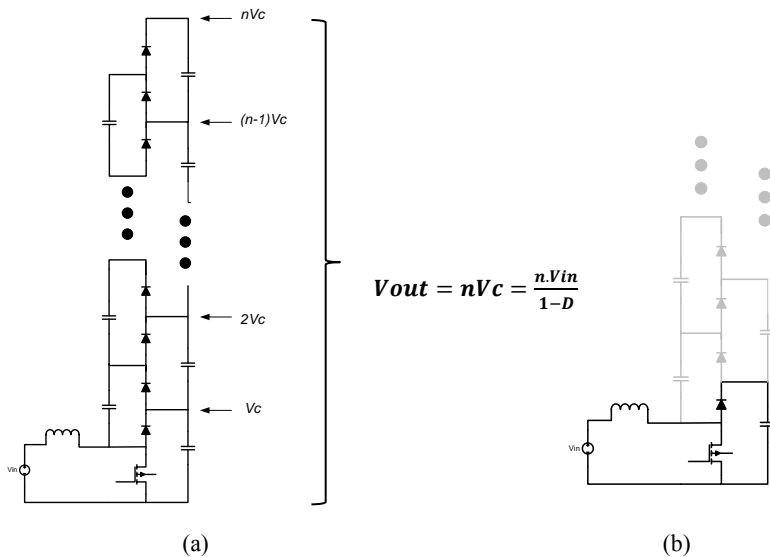 nVc
(n-1)Vc
2Vc
Vc
Vin
Vout = nVc = n.Vin / 1−D
Vin
(a)
(b)